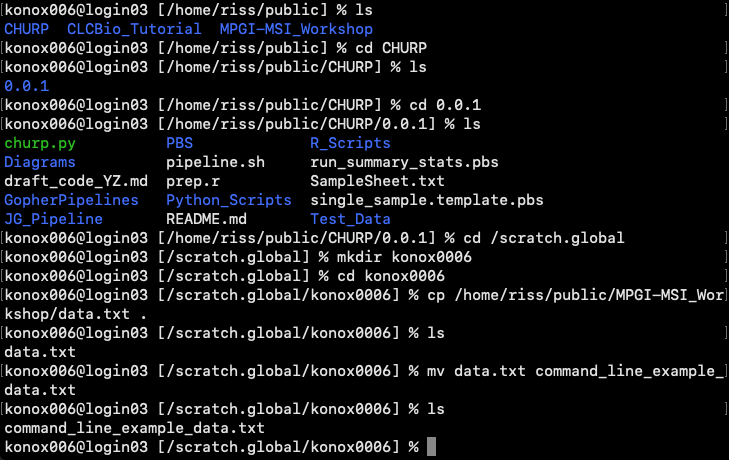 [konox006@login03 [/home/riss/public] % ls
CHURP  CLCBio_Tutorial  MPGI-MSI_Workshop
[konox006@login03 [/home/riss/public] % cd CHURP
[konox006@login03 [/home/riss/public/CHURP] % ls
0.0.1
[konox006@login03 [/home/riss/public/CHURP] % cd 0.0.1
[konox006@login03 [/home/riss/public/CHURP/0.0.1] % ls
churp.py  PBS  R_Scripts
Diagrams  pipeline.sh  run_summary_stats.pbs
draft_code_YZ.md  prep.r  SampleSheet.txt
GopherPipelines  Python_Scripts  single_sample.template.pbs
JG_Pipeline  README.md  Test_Data
[konox006@login03 [/home/riss/public/CHURP/0.0.1] % cd /scratch.global
[konox006@login03 [/scratch.global] % mkdir konox0006
[konox006@login03 [/scratch.global] % cd konox0006
[konox006@login03 [/scratch.global/konox0006] % cp /home/riss/public/MPGI-MSI_Wor
kshop/data.txt .
[konox006@login03 [/scratch.global/konox0006] % ls
data.txt
[konox006@login03 [/scratch.global/konox0006] % mv data.txt command_line_example_
data.txt
[konox006@login03 [/scratch.global/konox0006] % ls
command_line_example_data.txt
konox006@login03 [/scratch.global/konox0006] %